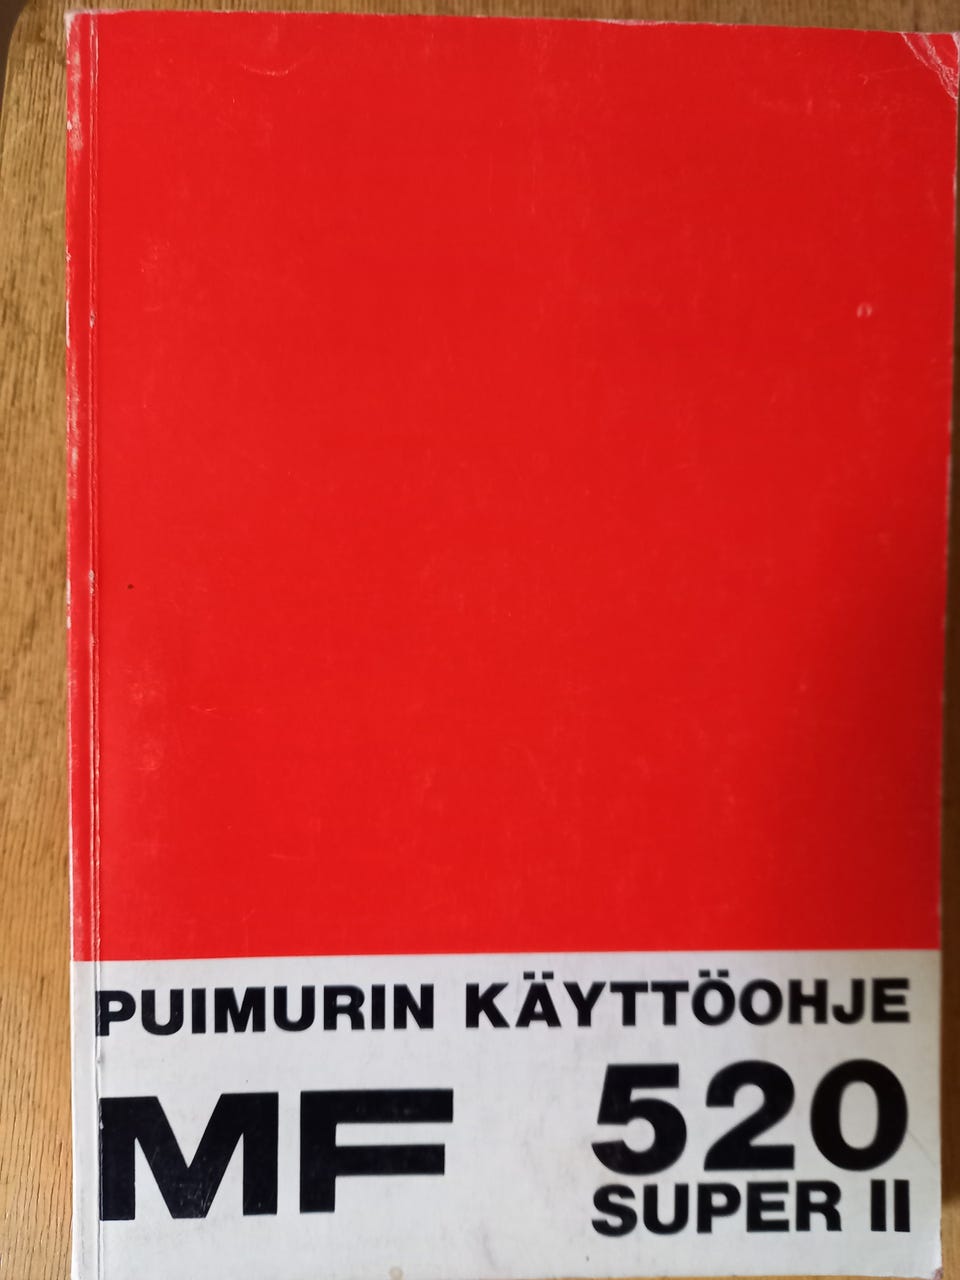 PUIMURIN KÄYTTÖOHJE
MF 520
SUPER II